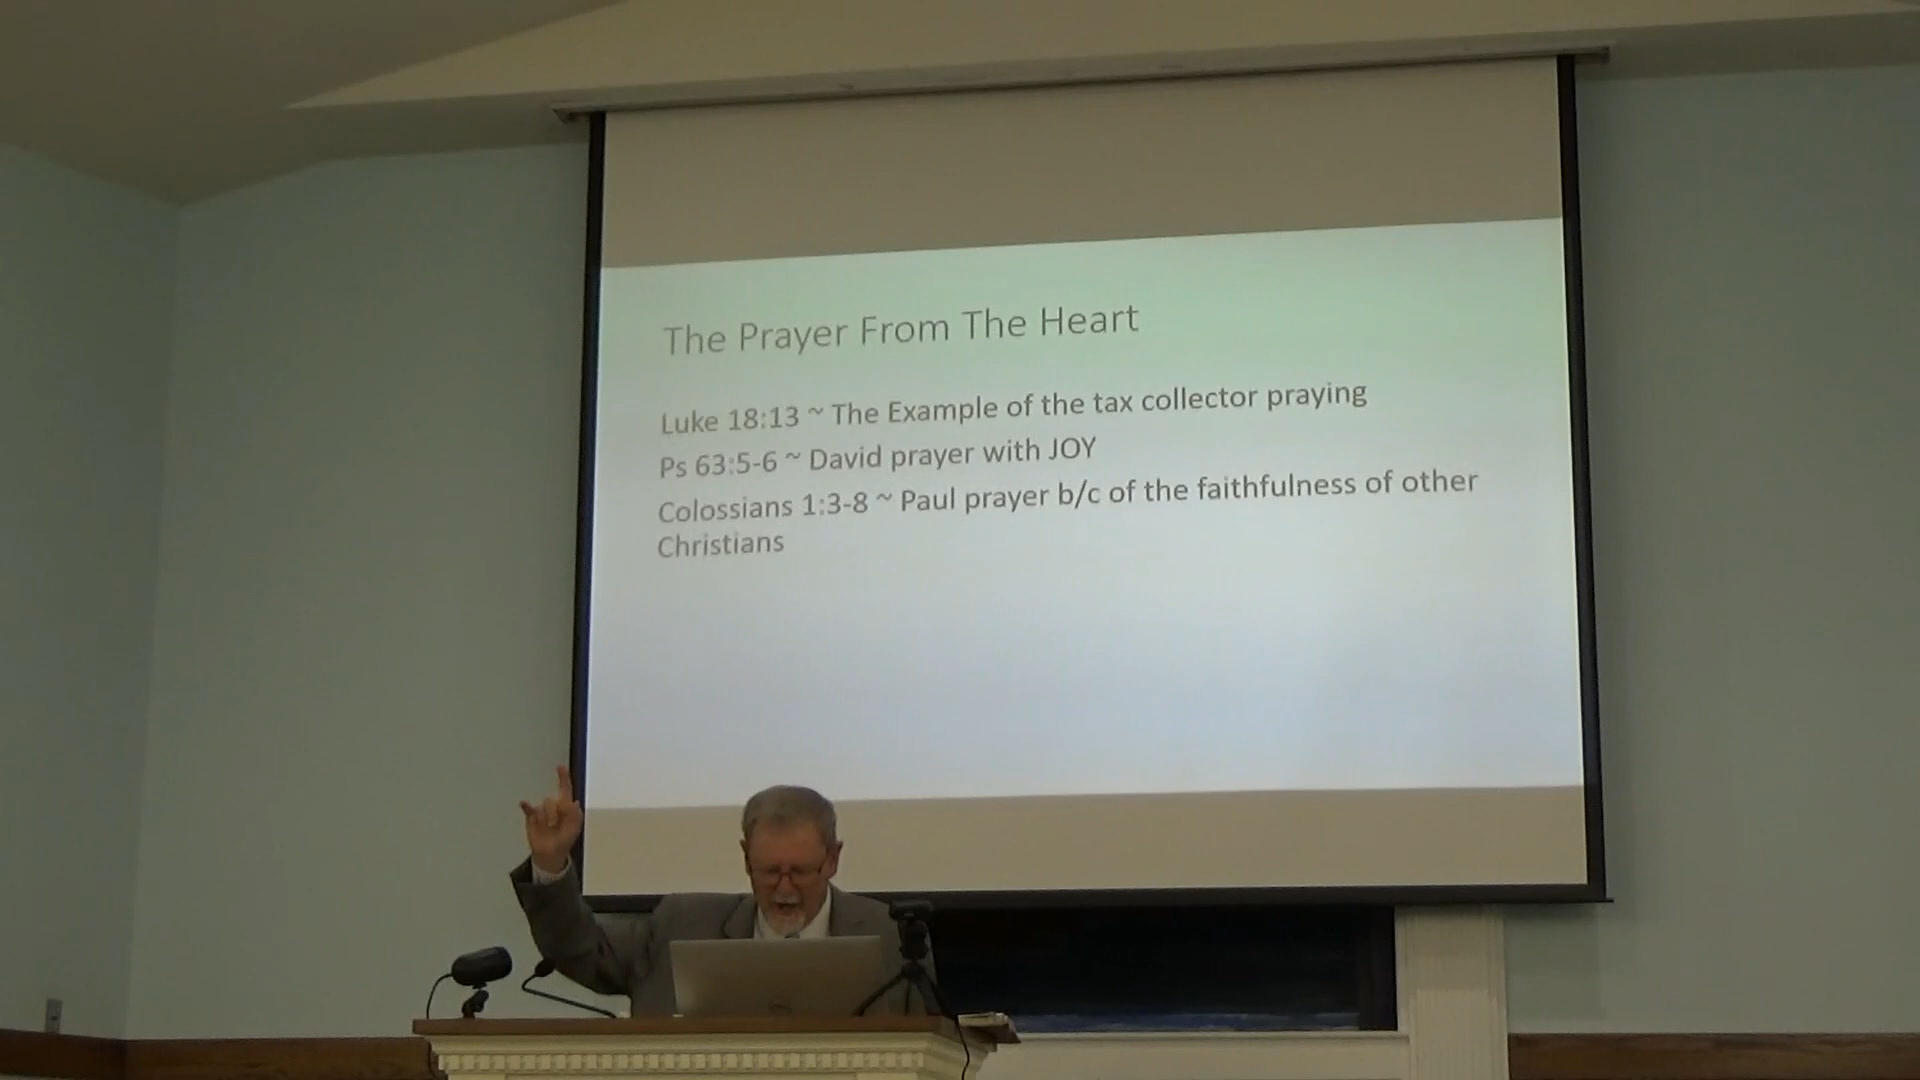 The Prayer From The Heart
Luke 18:13 ~ The Example of the tax collector praying
Ps 63:5-6 ~ David prayer with JOY
Colossians 1:3-8 ~ Paul prayer b/c of the faithfulness of other
Christians